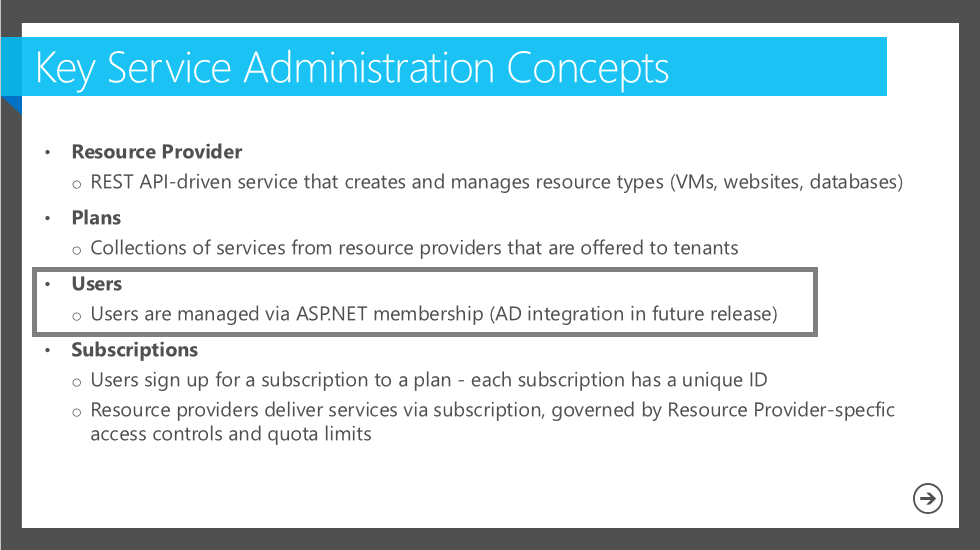 Key Service Administration Concepts
• Resource Provider
o REST API-driven service that creates and manages resource types (VMs, websites, databases)
• Plans
o Collections of services from resource providers that are offered to tenants
• Users
o Users are managed via ASP.NET membership (AD integration in future release)
• Subscriptions
o Users sign up for a subscription to a plan - each subscription has a unique ID
o Resource providers deliver services via subscription, governed by Resource Provider-specfic
access controls and quota limits